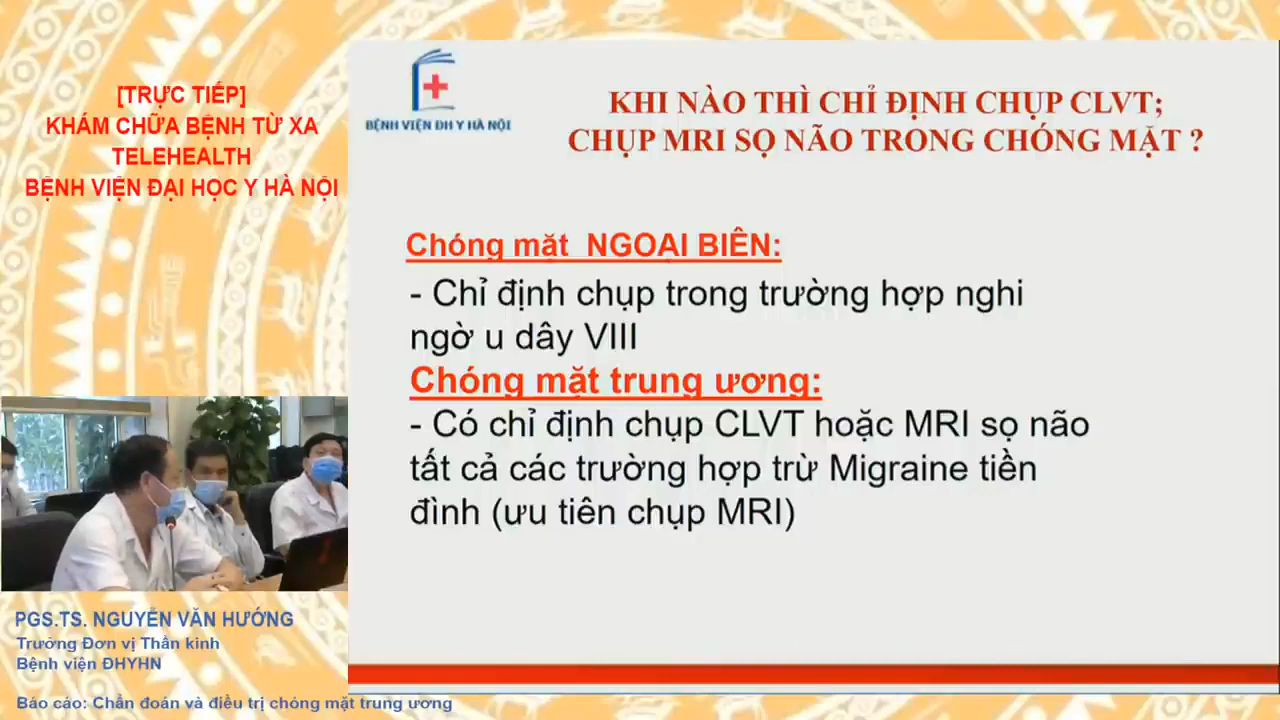 [TRỰC TIẾP]
KHÁM CHỮA BỆNH TỪ XA
TELEHEALTH
BỆNH VIỆN ĐẠI HỌC Y HÀ NỘI
BỆNH VIỆN ĐH Y HÀ NỘI
KHI NÀO THÌ CHỈ ĐỊNH CHỤP CLVT;
CHỤP MRI SỌ NÃO TRONG CHÓNG MẶT ?
Chóng mặt NGOẠI BIÊN:
- Chỉ định chụp trong trường hợp nghi
ngờ u dây VIII
Chóng mặt trung ương:
- Có chỉ định chụp CLVT hoặc MRI sọ não
tất cả các trường hợp trừ Migraine tiền
đình (ưu tiên chụp MRI)
PGS.TS. NGUYỄN VĂN HƯỚNG
Trưởng Đơn vị Thần kinh
Bệnh viện ĐHYHN
Báo cáo: Chẩn đoán và điều trị chóng mặt trung ương